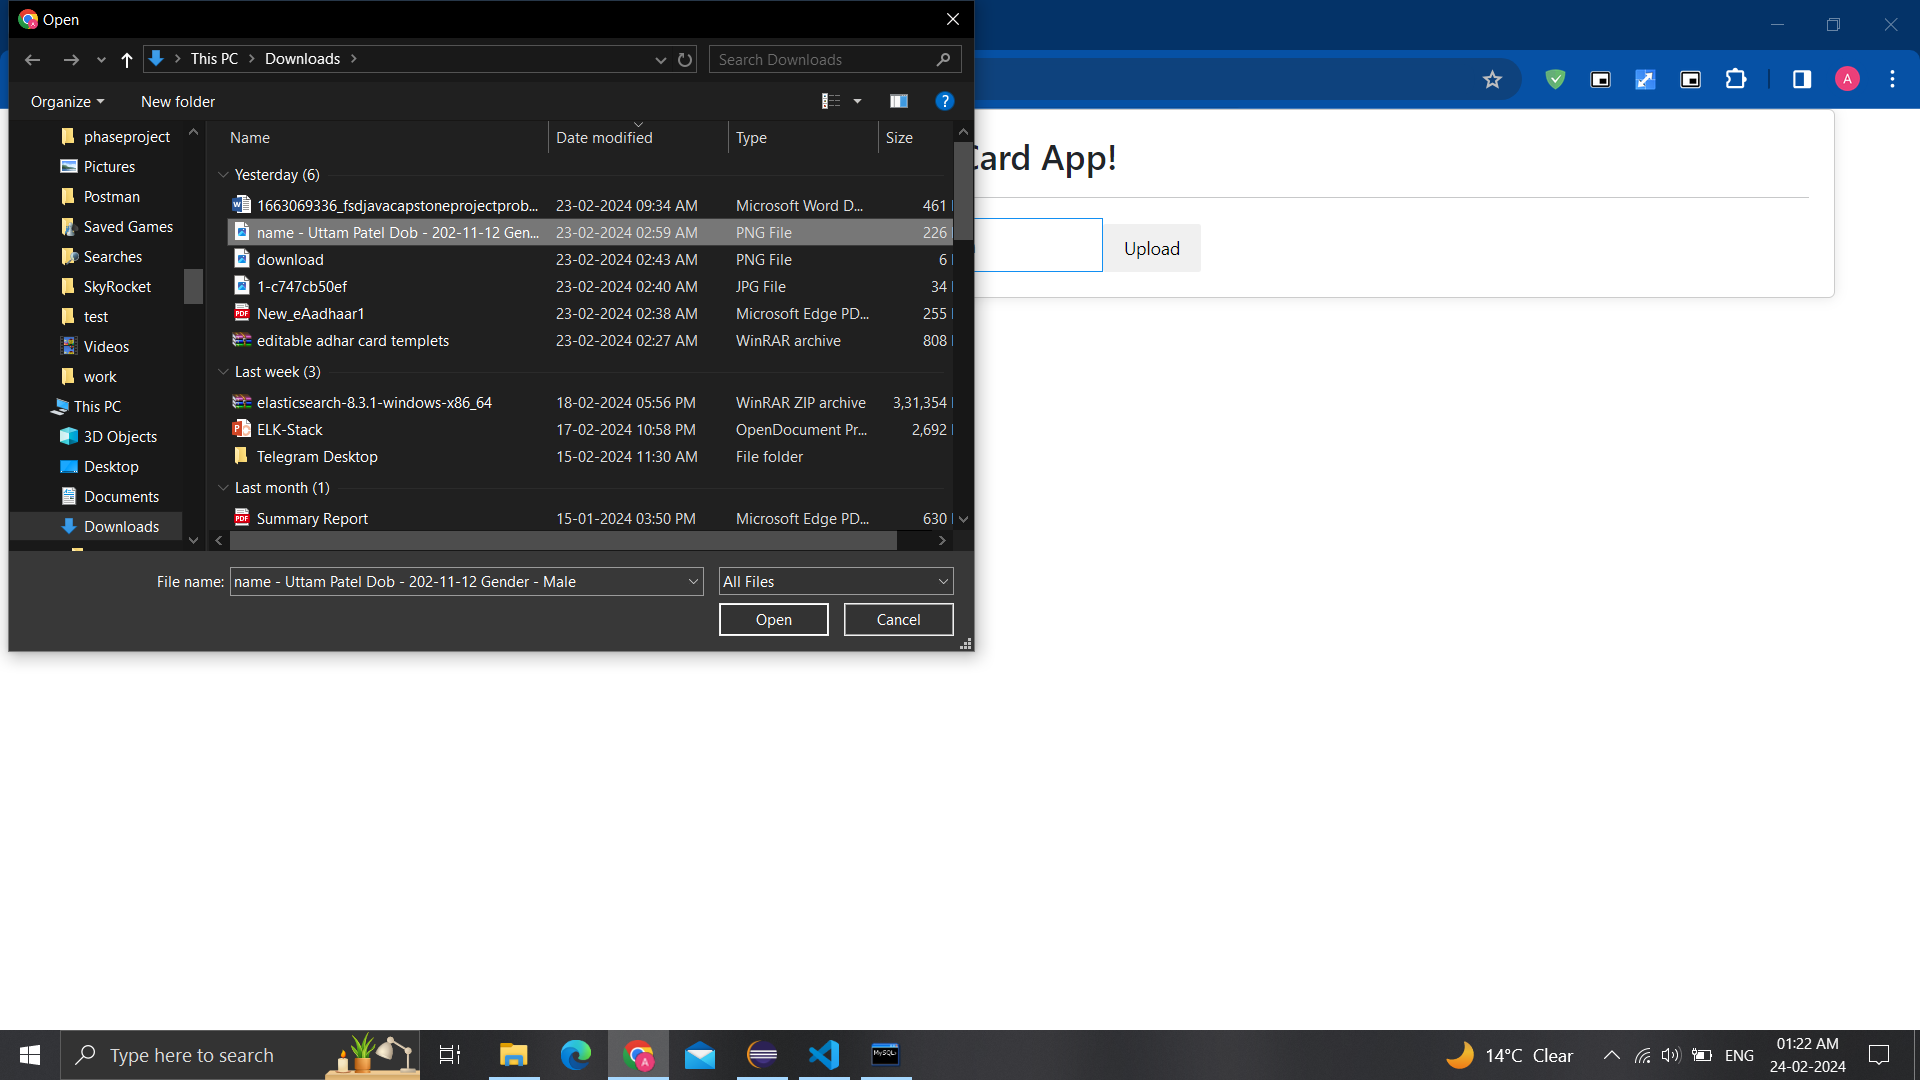 Open
This PC
Downloads
Search Downloads
Organize
New folder
?
A
phaseproject
Pictures
Postman
Saved Games
Searches
SkyRocket
test
Videos
work
This PC
3D Objects
Desktop
Documents
Downloads
Name Date modified Type Size
Yesterday (6)
1663069336_fsdjavacapstoneprojectprob... 23-02-2024 09:34 AM Microsoft Word D... 461
name - Uttam Patel Dob - 202-11-12 Gen... 23-02-2024 02:59 AM PNG File 226
download 23-02-2024 02:43 AM PNG File 6
1-c747cb50ef 23-02-2024 02:40 AM JPG File 34
New_eAadhaar1 23-02-2024 02:38 AM Microsoft Edge PD... 255
editable adhar card templets 23-02-2024 02:27 AM WinRAR archive 808
Last week (3)
elasticsearch-8.3.1-windows-x86_64 18-02-2024 05:56 PM WinRAR ZIP archive 3,31,354
ELK-Stack 17-02-2024 10:58 PM OpenDocument Pr... 2,692
Telegram Desktop 15-02-2024 11:30 AM File folder
Last month (1)
Summary Report 15-01-2024 03:50 PM Microsoft Edge PD... 630
File name: name - Uttam Patel Dob - 202-11-12 Gender - Male
All Files
Open
Cancel
Card App!
Upload
Type here to search
14°C Clear
ENG
01:22 AM
24-02-2024